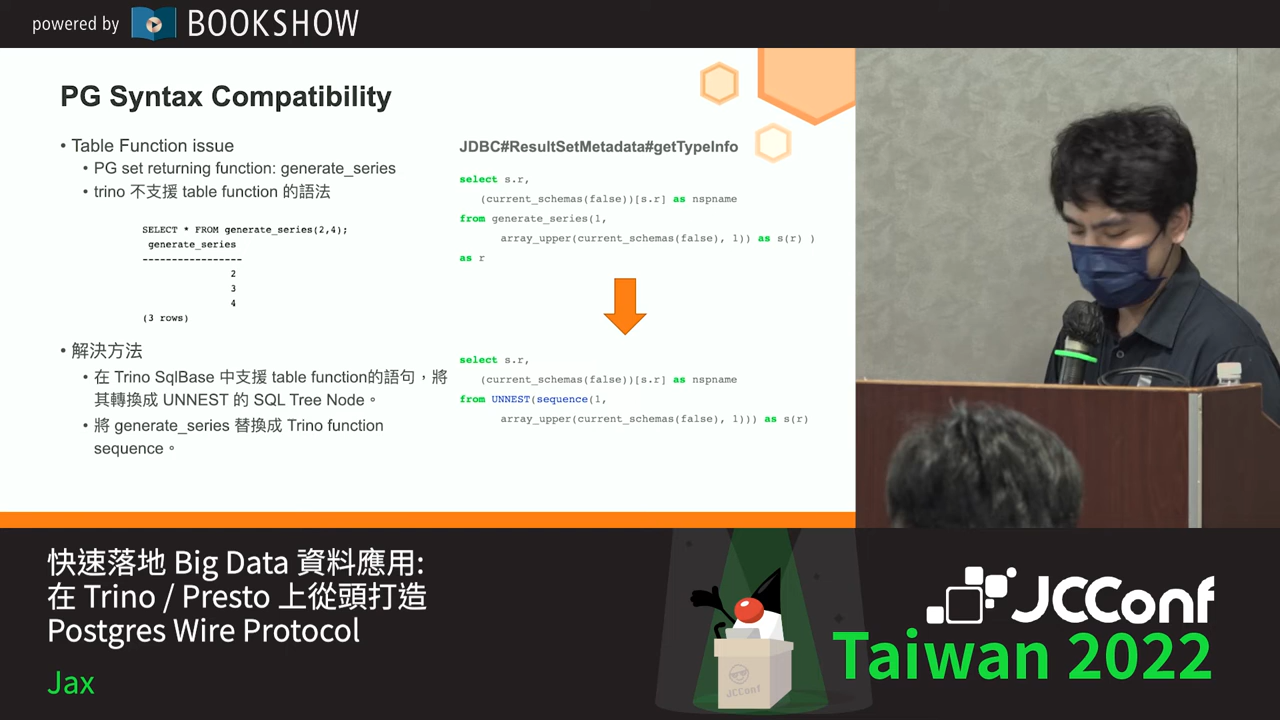 powered by BOOKSHOW
PG Syntax Compatibility
• Table Function issue
• PG set returning function: generate_series
• trino 不支援 table function 的語法
SELECT * FROM generate_series(2,4);
generate_series
-----------------
2
3
4
(3 rows)
• 解決方法
• 在 Trino SqlBase 中支援 table function的語句，將
其轉換成 UNNEST 的 SQL Tree Node。
• 將 generate_series 替換成 Trino function
sequence。
JDBC#ResultSetMetadata#getTypeInfo
select s.r,
(current_schemas(false))[s.r] as nspname
from generate_series(1,
array_upper(current_schemas(false), 1)) as s(r) )
as r
select s.r,
(current_schemas(false))[s.r] as nspname
from UNNEST(sequence(1,
array_upper(current_schemas(false), 1))) as s(r)
快速落地 Big Data 資料應用:
在 Trino / Presto 上從頭打造
Postgres Wire Protocol
Jax
JCConf
JCConf
Taiwan 2022